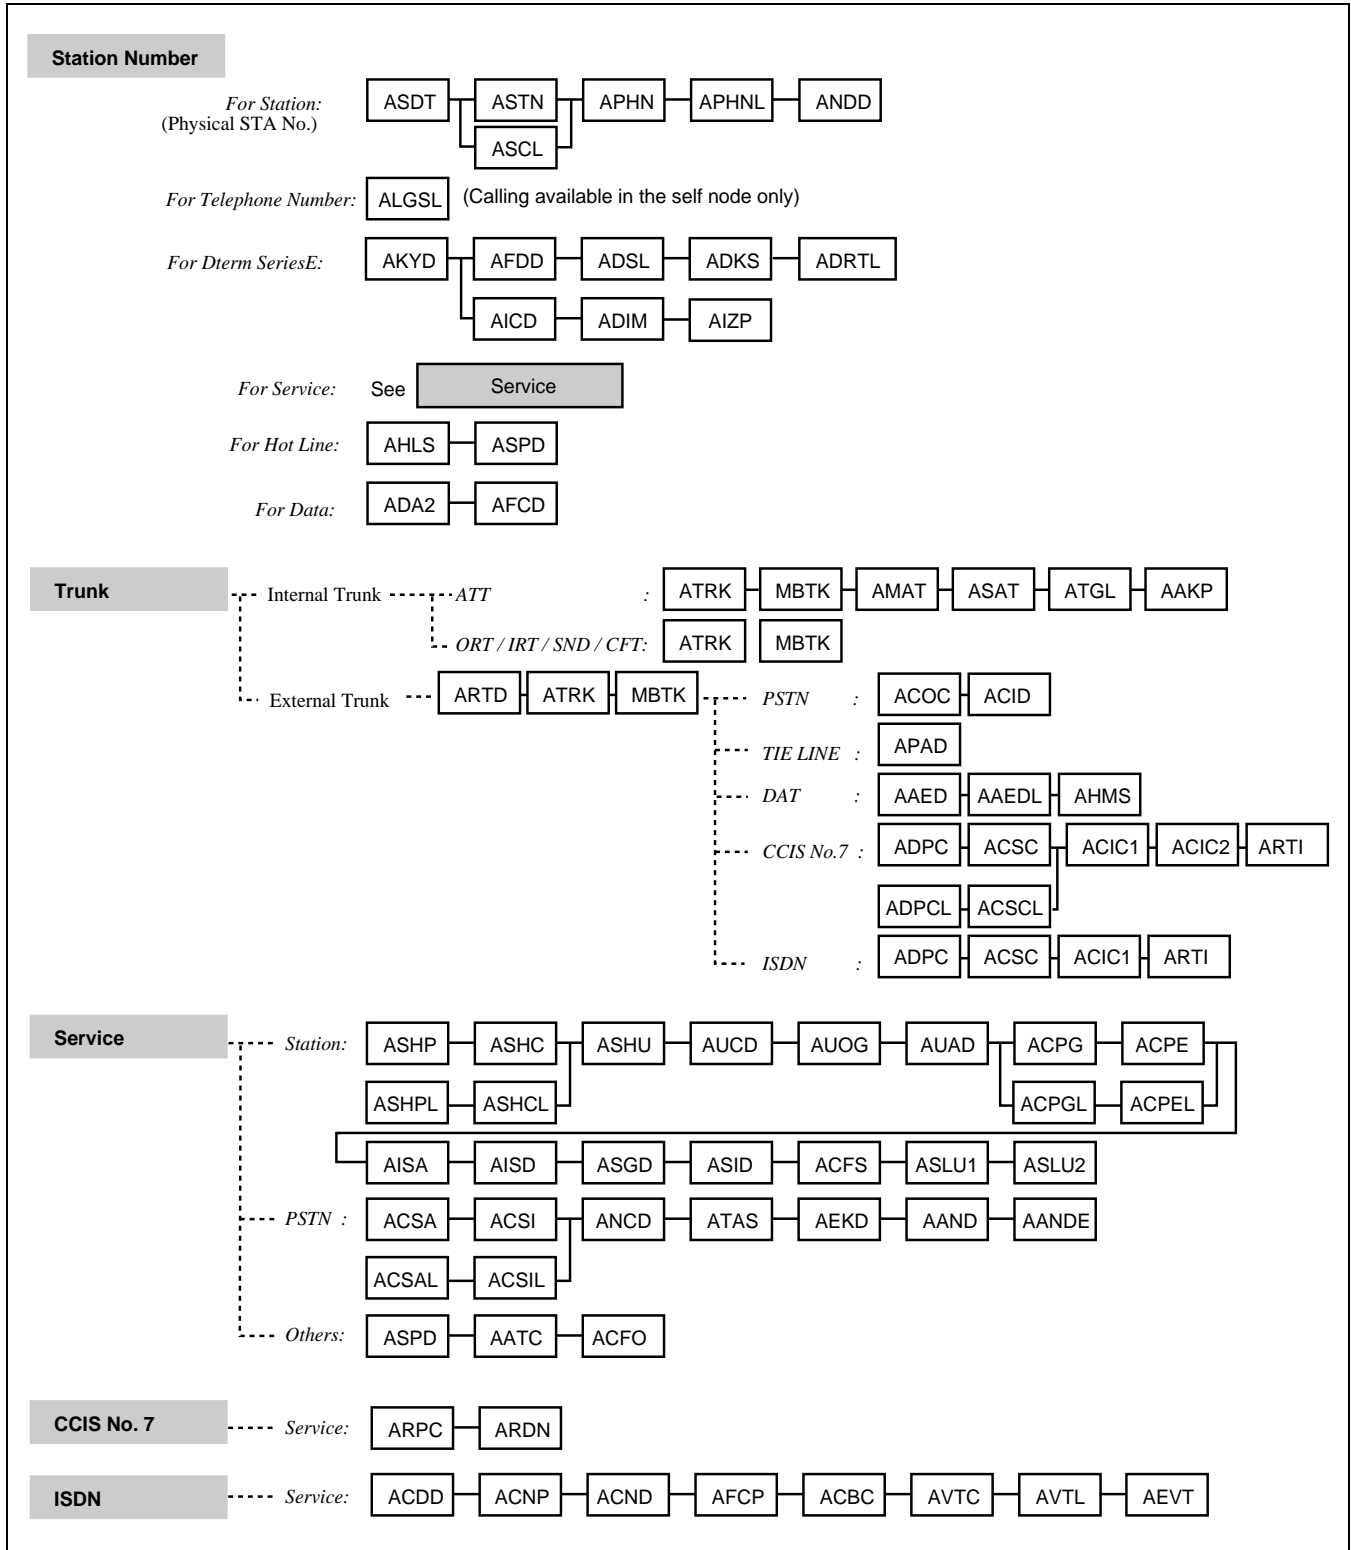 Station Number
For Station: ASDT ASTN APHN APHNL ANDD
(Physical STA No.)
ASCL
For Telephone Number: ALGSL (Calling available in the self node only)
For Dterm SeriesE: AKYD AFDD ADSL ADKS ADRTL
AICD ADIM AIZP
For Service: See Service
For Hot Line: AHLS ASPD
For Data: ADA2 AFCD
Trunk Internal Trunk ATT : ATRK MBTK AMAT ASAT ATGL AAKP
ORT / IRT / SND / CFT: ATRK MBTK
External Trunk ARTD ATRK MBTK PSTN : ACOC ACID
TIE LINE : APAD
DAT : AAED AAEDL AHMS
CCIS No.7 : ADPC ACSC ACIC1 ACIC2 ARTI
ADPCL ACSCL
ISDN : ADPC ACSC ACIC1 ARTI
Service Station: ASHP ASHC ASHU AUCD AUOG AUAD ACPG ACPE
ASHPL ASHCL ACPGL ACPEL
AISA AISD ASGD ASID ACFS ASLU1 ASLU2
PSTN : ACSA ACSI ANCD ATAS AEKD AAND AANDE
ACSAL ACSIL
Others: ASPD AATC ACFO
CCIS No. 7 Service: ARPC ARDN
ISDN Service: ACDD ACNP ACND AFCP ACBC AVTC AVTL AEVT